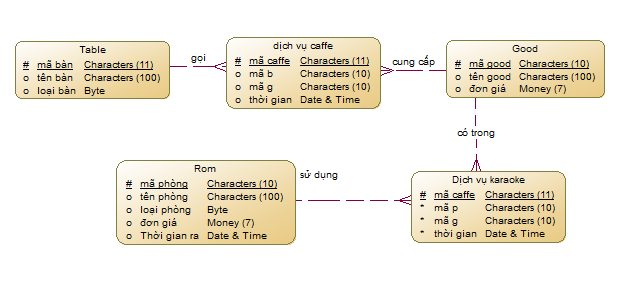 Table
# mã bàn Characters (11)
o tên bàn Characters (100)
o loại bàn Byte
gọi
dịch vụ caffe
# mã caffe Characters (11)
o mã b Characters (10)
o mã g Characters (10)
o thời gian Date & Time
cung cấp
Good
# mã good Characters (10)
o tên good Characters (100)
o đơn giá Money (7)
có trong
Rom
# mã phòng Characters (10)
o tên phòng Characters (100)
o loại phòng Byte
o đơn giá Money (7)
o Thời gian ra Date & Time
sử dụng
Dịch vụ karaoke
# mã caffe Characters (11)
* mã p Characters (10)
* mã g Characters (10)
* thời gian Date & Time